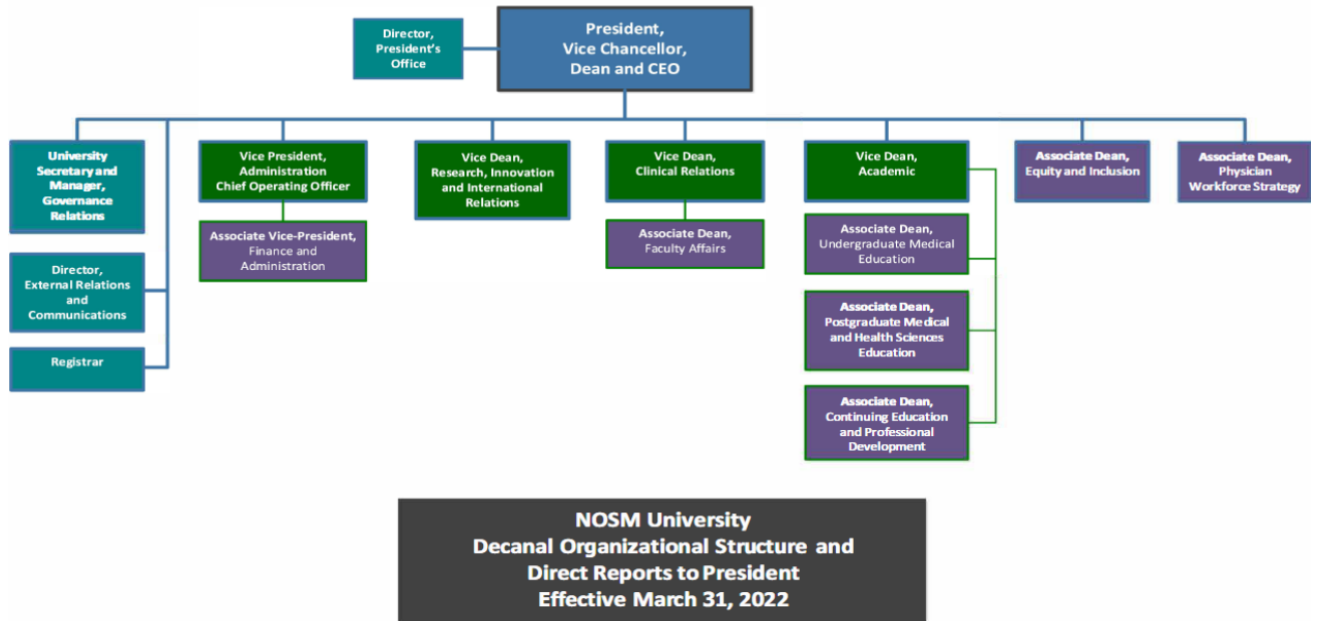 Director,
President's
Office
President,
Vice Chancellor,
Dean and CEO
University
Secretary and
Manager,
Governance
Relations
Vice President,
Administration
Chief Operating Officer
Vice Dean,
Research, Innovation
and International
Relations
Vice Dean,
Clinical Relations
Vice Dean,
Academic
Associate Dean,
Equity and Inclusion
Associate Dean,
Physician
Workforce Strategy
Associate Vice-President,
Finance and
Administration
Associate Dean,
Faculty Affairs
Associate Dean,
Undergraduate Medical
Education
Director,
External Relations
and
Communications
Associate Dean,
Postgraduate Medical
and Health Sciences
Education
Registrar
Associate Dean,
Continuing Education
and Professional
Development
NOSM University
Decanal Organizational Structure and
Direct Reports to President
Effective March 31, 2022